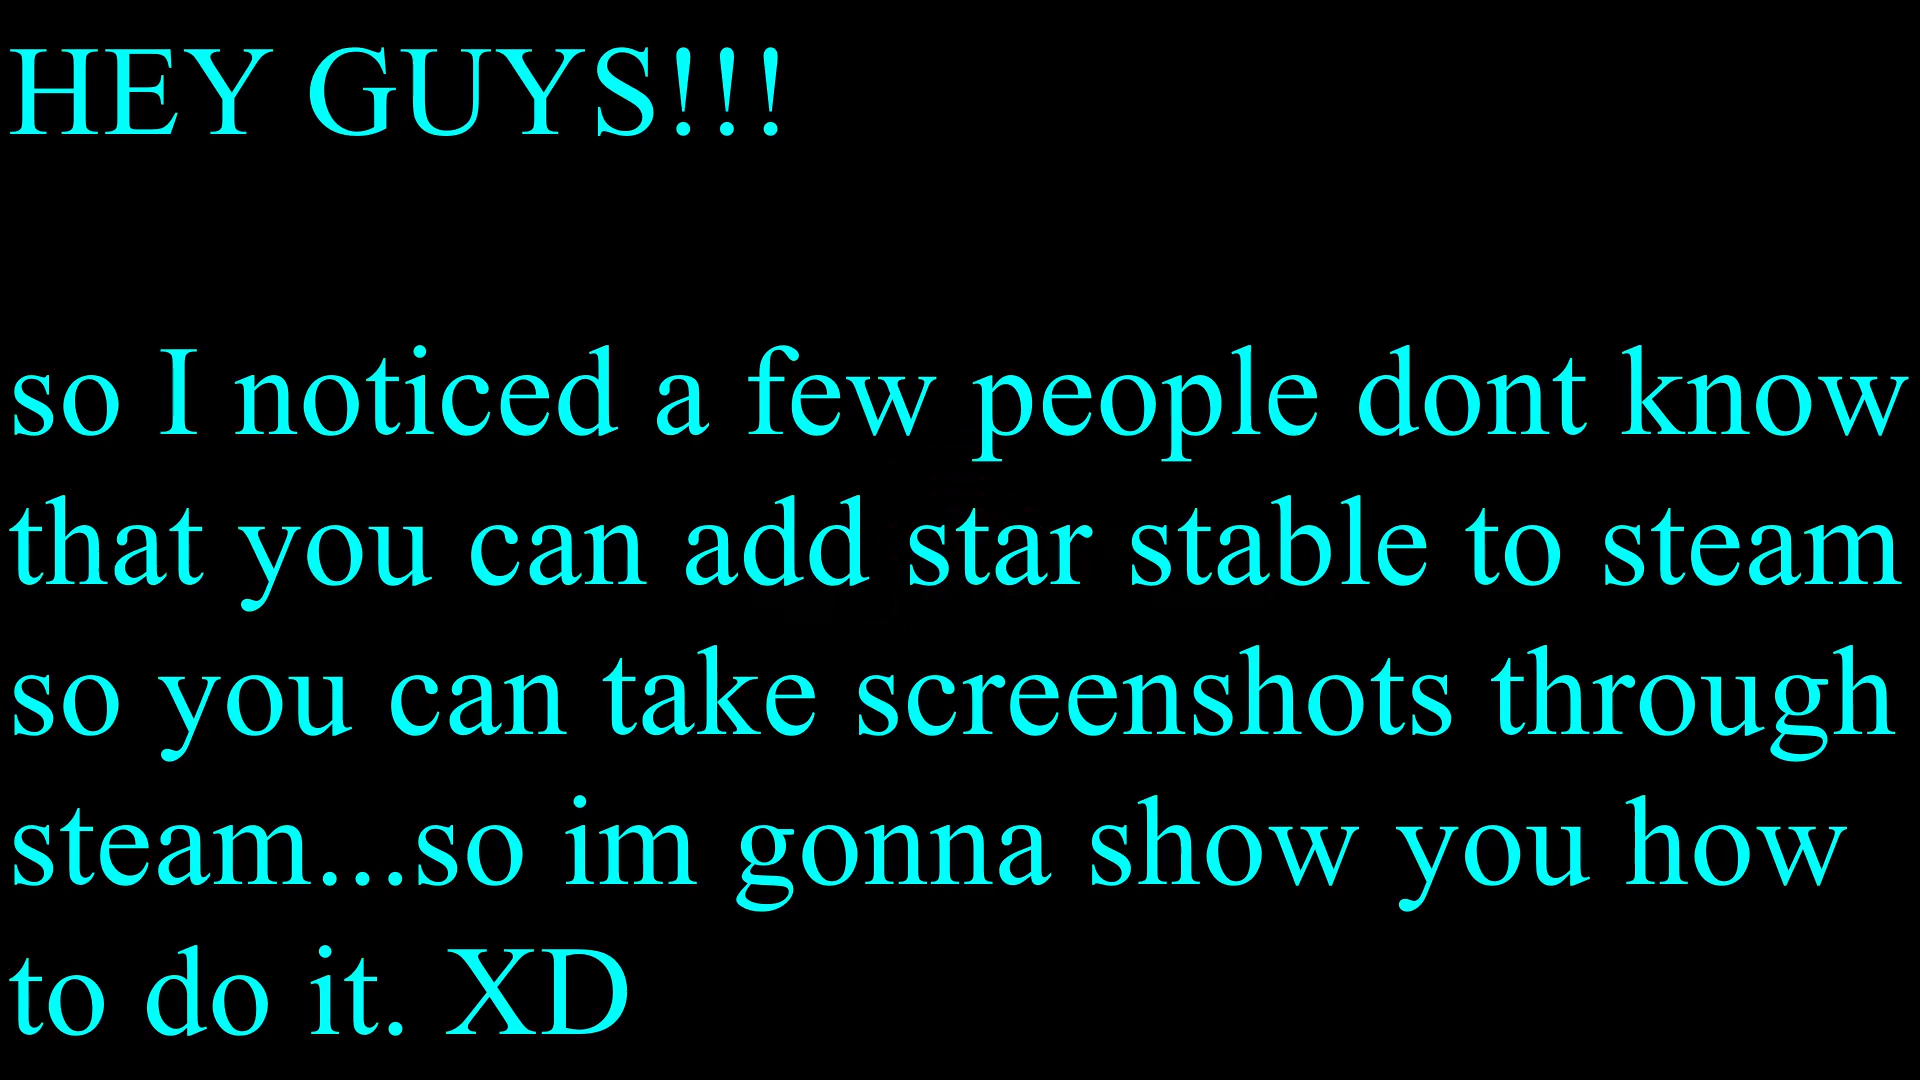 HEY GUYS!!!
so I noticed a few people dont know
that you can add star stable to steam
so you can take screenshots through
steam...so im gonna show you how
to do it. XD